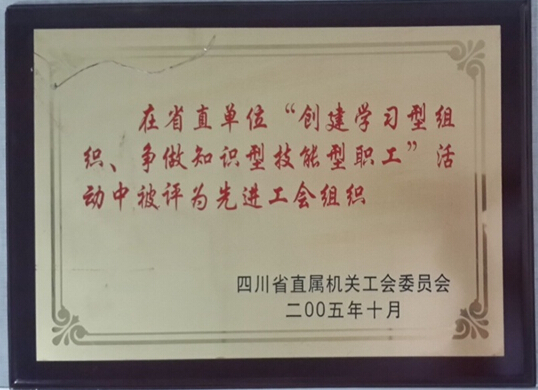 在省直单位“创建学习型组
织、争做知识型技能型职工”活
动中被评为先进工会组织
四川省直属机关工会委员会
二00五年十月